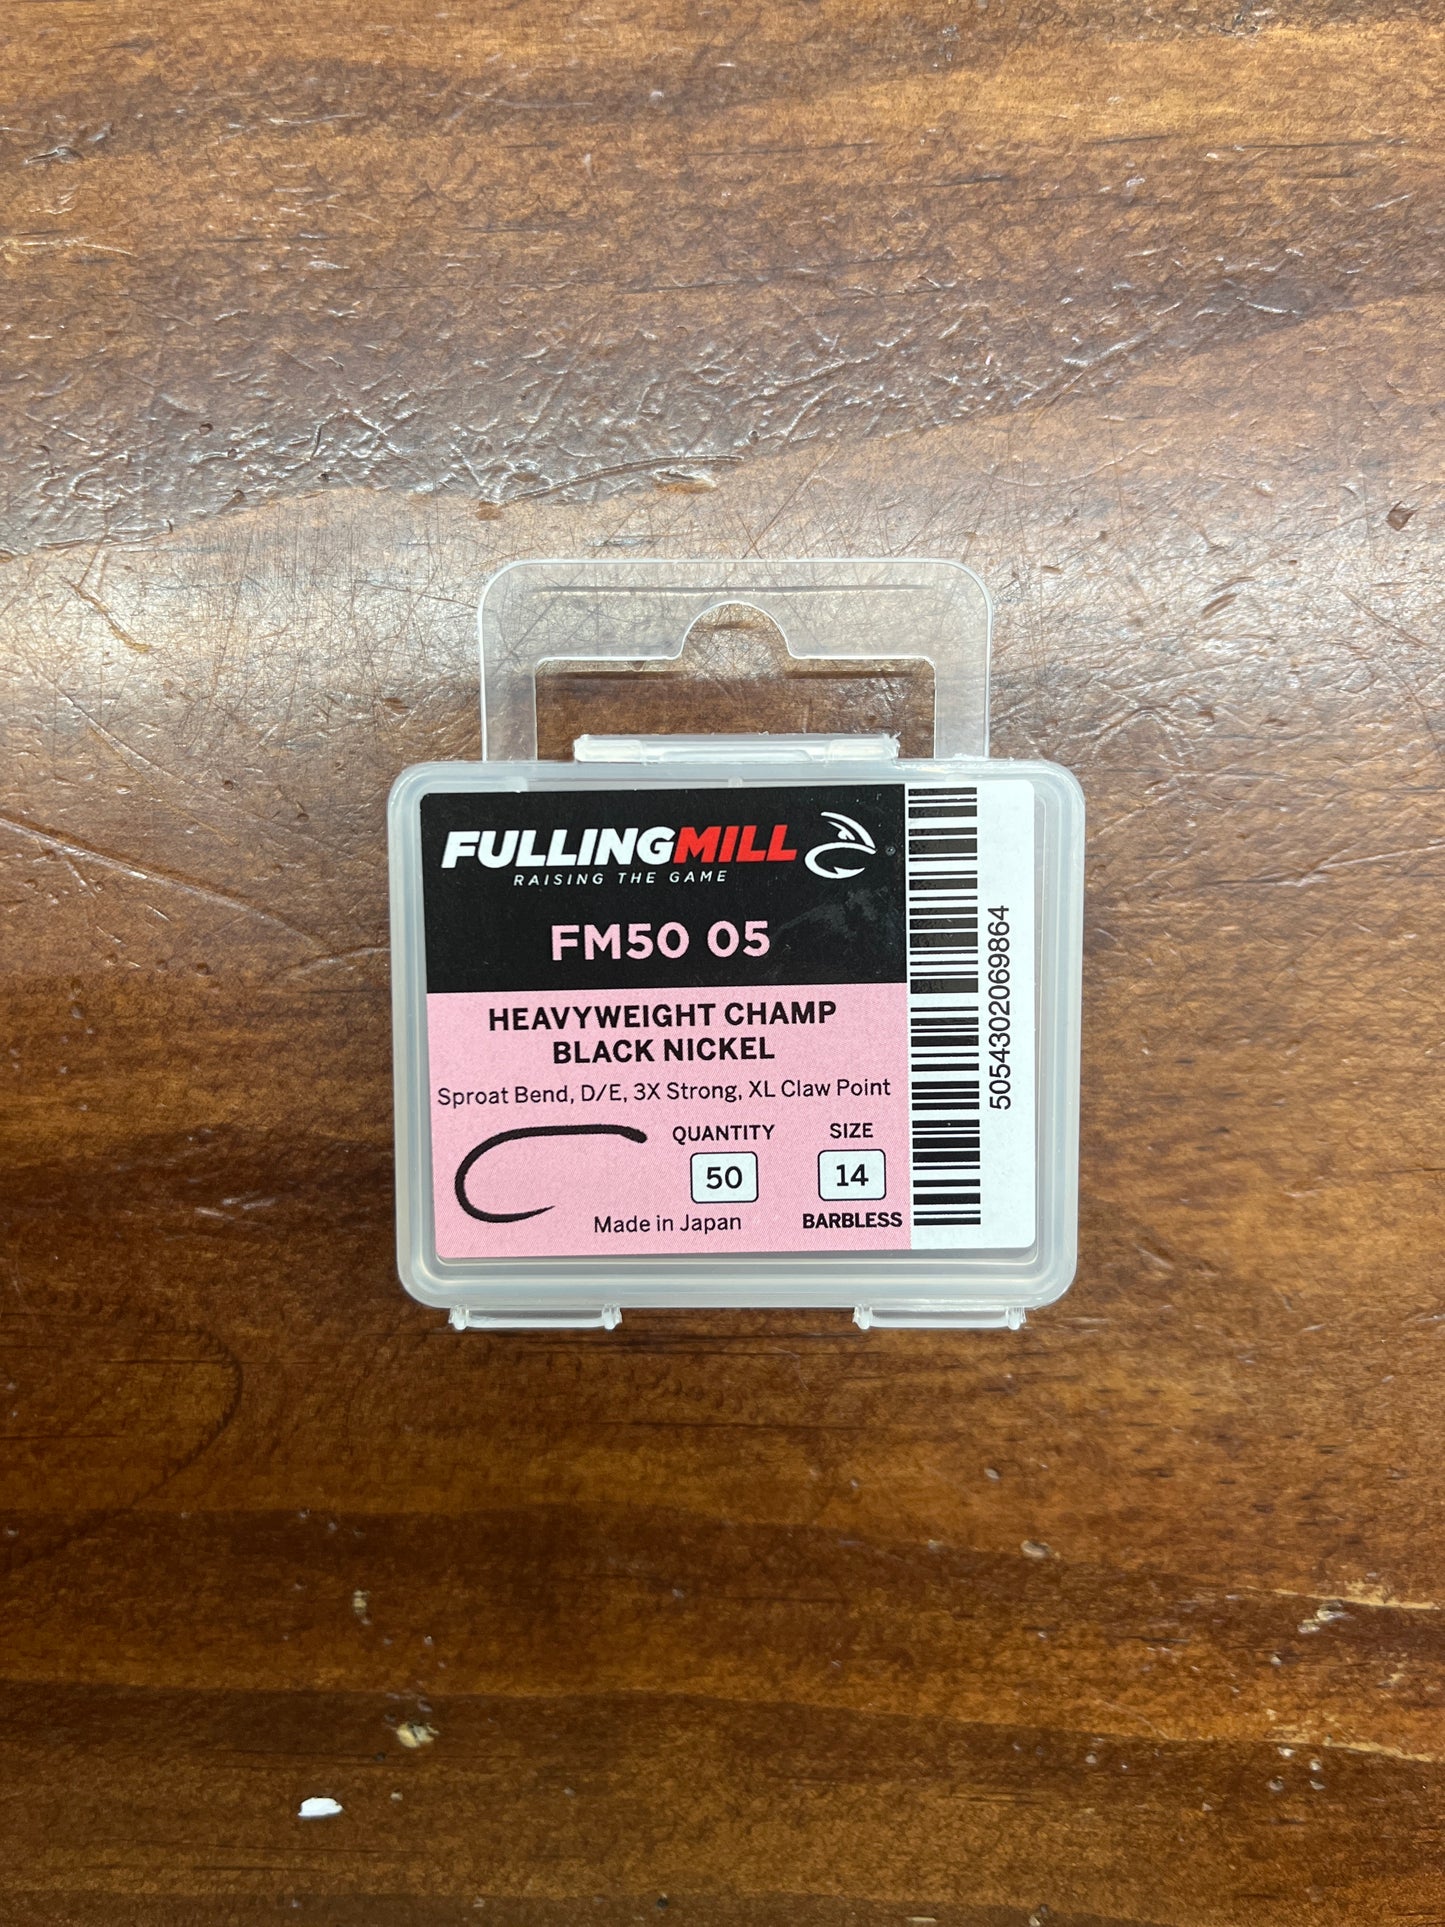 FULLINGMILL
RAISING THE GAME
FM50 05
HEAVYWEIGHT CHAMP
BLACK NICKEL
Sproat Bend, D/E, 3X Strong, XL Claw Point
QUANTITY
50
SIZE
14
Made in Japan
BARBLESS
5054302069864